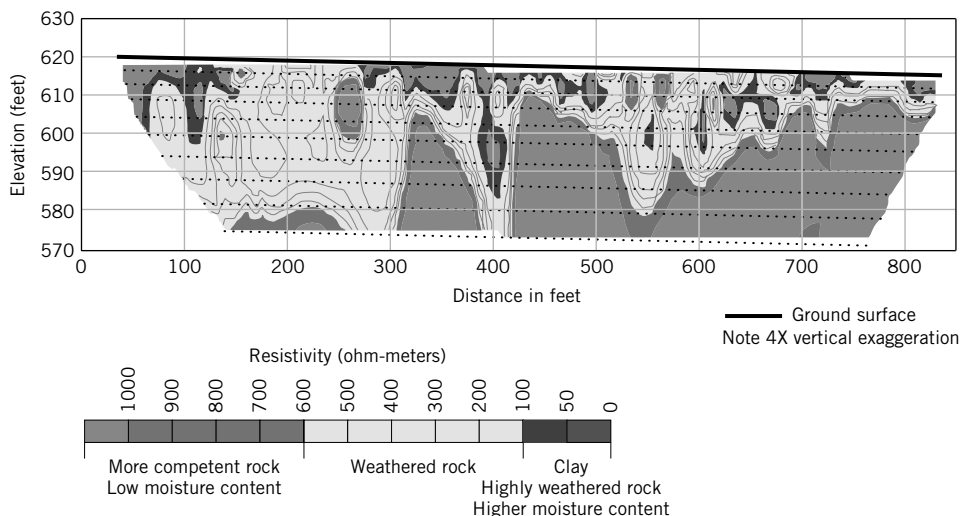 630
620
610
600
590
580
570
Elevation (feet)
0 100 200 300 400 500 600 700 800
Distance in feet
Ground surface
Note 4X vertical exaggeration
Resistivity (ohm-meters)
1000 900 800 700 600 500 400 300 200 100 50 0
More competent rock
Low moisture content
Weathered rock
Clay
Highly weathered rock
Higher moisture content